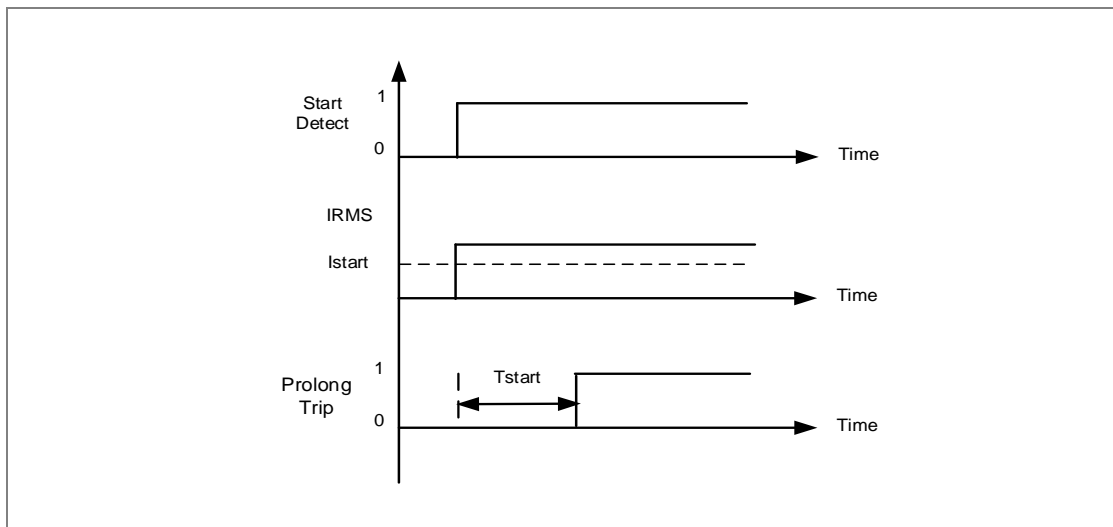 1
Start
Detect
0
Time
IRMS
Istart
Time
1
Tstart
Prolong
Trip
0
Time